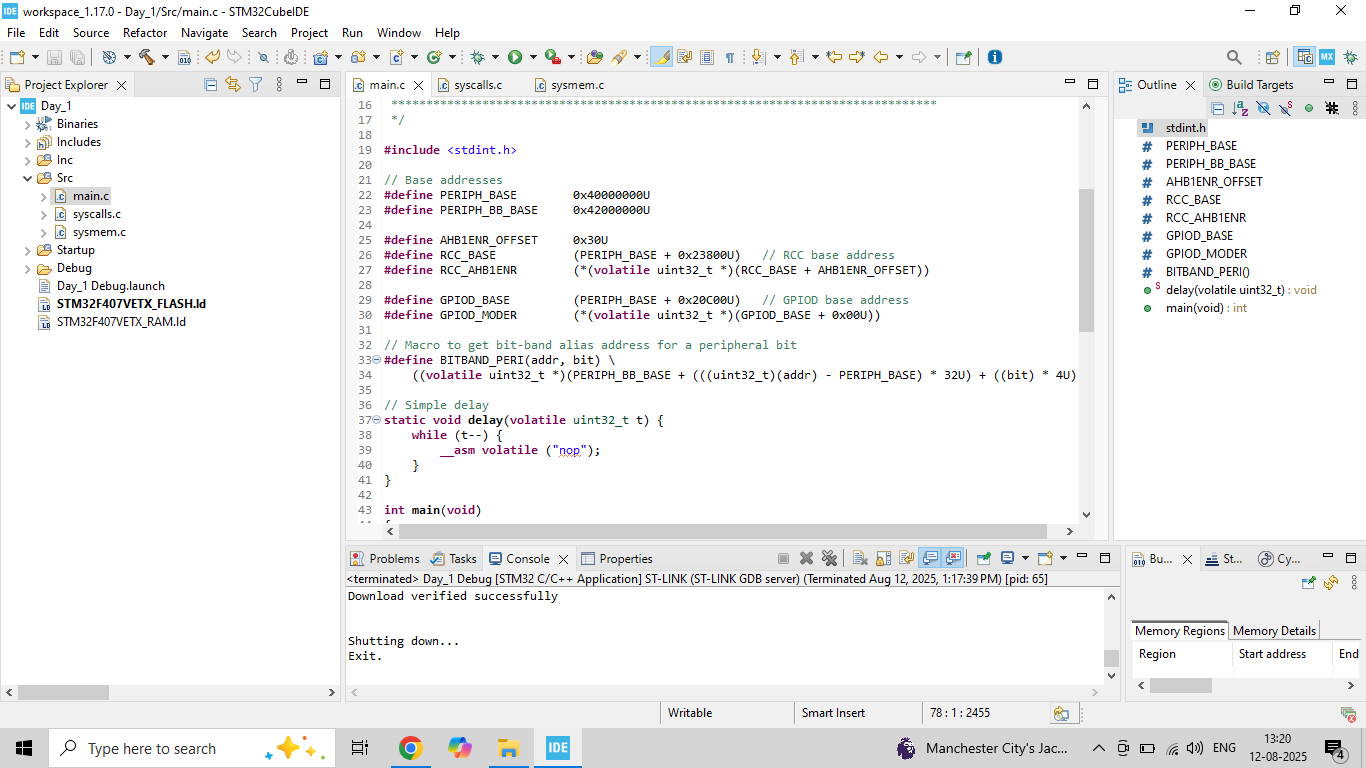 workspace_1.17.0 - Day_1/Src/main.c - STM32CubeIDE
File Edit Source Refactor Navigate Search Project Run Window Help
Project Explorer
Day_1
Binaries
Includes
Inc
Src
main.c
syscalls.c
sysmem.c
Startup
Debug
Day_1 Debug.launch
STM32F407VETX_FLASH.ld
STM32F407VETX_RAM.ld
main.c syscalls.c sysmem.c
16 ******************************************************************************
17 */
18
19 #include <stdint.h>
20
21 // Base addresses
22 #define PERIPH_BASE 0x40000000U
23 #define PERIPH_BB_BASE 0x42000000U
24
25 #define AHB1ENR_OFFSET 0x30U
26 #define RCC_BASE (PERIPH_BASE + 0x23800U) // RCC base address
27 #define RCC_AHB1ENR (*(volatile uint32_t *)(RCC_BASE + AHB1ENR_OFFSET))
28
29 #define GPIOD_BASE (PERIPH_BASE + 0x20C00U) // GPIOD base address
30 #define GPIOD_MODER (*(volatile uint32_t *)(GPIOD_BASE + 0x00U))
31
32 // Macro to get bit-band alias address for a peripheral bit
33 #define BITBAND_PERI(addr, bit) \
34 ((volatile uint32_t *)(PERIPH_BB_BASE + (((uint32_t)(addr) - PERIPH_BASE) * 32U) + ((bit) * 4U)
35
36 // Simple delay
37 static void delay(volatile uint32_t t) {
38 while (t--) {
39 __asm volatile ("nop");
40 }
41 }
42
43 int main(void)
Outline Build Targets
stdint.h
PERIPH_BASE
PERIPH_BB_BASE
AHB1ENR_OFFSET
RCC_BASE
RCC_AHB1ENR
GPIOD_BASE
GPIOD_MODER
BITBAND_PERI()
delay(volatile uint32_t) : void
main(void) : int
Problems Tasks Console Properties
<terminated> Day_1 Debug [STM32 C/C++ Application] ST-LINK (ST-LINK GDB server) (Terminated Aug 12, 2025, 1:17:39 PM) [pid: 65]
Download verified successfully
Shutting down...
Exit.
Bu... St... Cy...
Memory Regions Memory Details
Region Start address End
Writable Smart Insert 78 : 1 : 2455
Type here to search
IDE
Manchester City's Jac...
ENG
13:20
12-08-2025
4